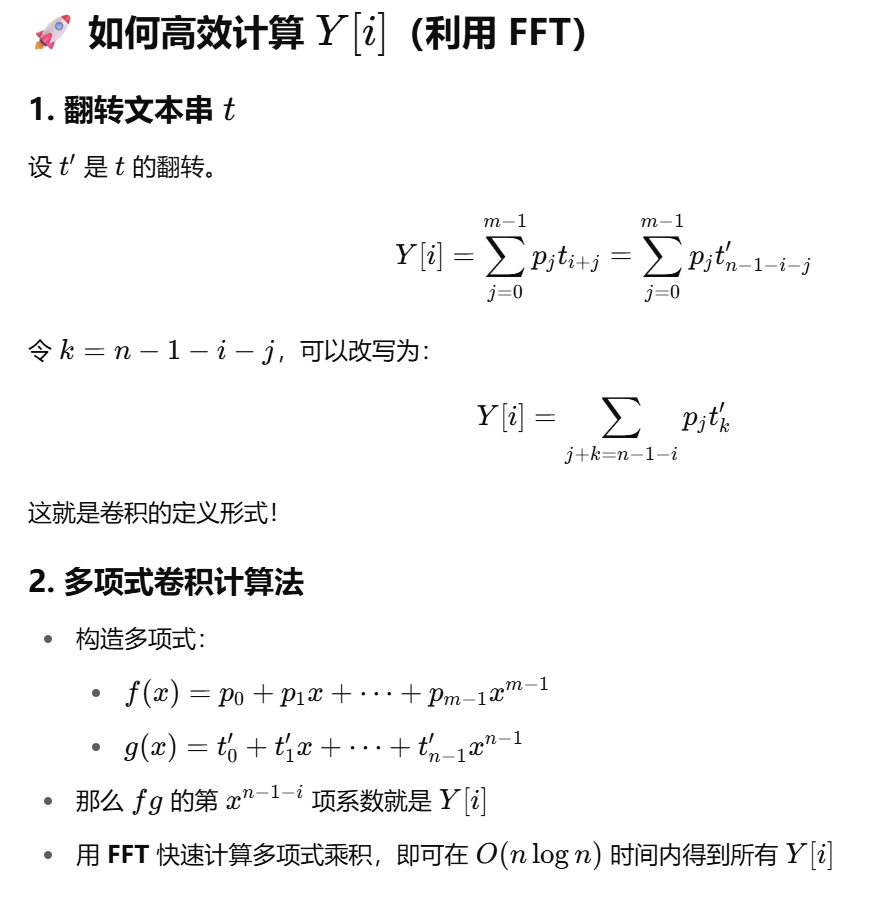 🚀 如何高效计算 $Y[i]$（利用 FFT）
1. 翻转文本串 $t$
设 $t'$ 是 $t$ 的翻转。
$$Y[i] = \sum_{j=0}^{m-1} p_j t_{i+j} = \sum_{j=0}^{m-1} p_j t'_{n-1-i-j}$$
令 $k = n - 1 - i - j$，可以改写为：
$$Y[i] = \sum_{j+k=n-1-i} p_j t'_k$$
这就是卷积的定义形式！
2. 多项式卷积计算法
• 构造多项式：
• $f(x) = p_0 + p_1 x + \cdots + p_{m-1} x^{m-1}$
• $g(x) = t'_0 + t'_1 x + \cdots + t'_{n-1} x^{n-1}$
• 那么 $fg$ 的第 $x^{n-1-i}$ 项系数就是 $Y[i]$
• 用 FFT 快速计算多项式乘积，即可在 $O(n \log n)$ 时间内得到所有 $Y[i]$